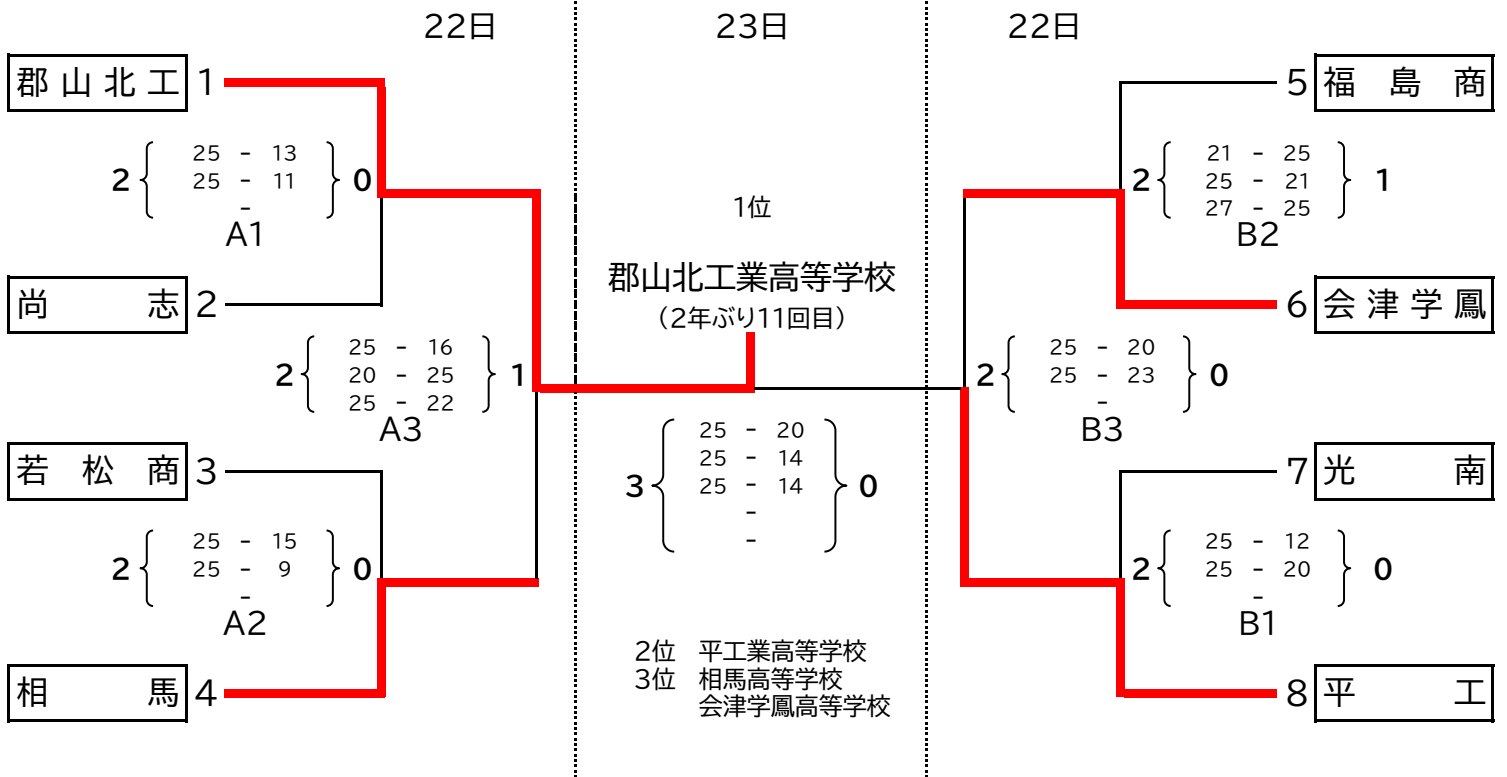 22日
23日
22日
郡山北工 1
2 25 - 13 0
25 - 11
-
A1
尚志 2
2 25 - 16 1
20 - 25
25 - 22
A3
若松商 3
2 25 - 15 0
25 - 9
-
A2
相馬 4
1位
郡山北工業高等学校
（2年ぶり11回目）
3 25 - 20 0
25 - 14
25 - 14
-
-
2位 平工業高等学校
3位 相馬高等学校
会津学鳳高等学校
5 福島商
2 21 - 25 1
25 - 21
27 - 25
B2
6 会津学鳳
2 25 - 20 0
25 - 23
-
B3
7 光南
2 25 - 12 0
25 - 20
-
B1
8 平工